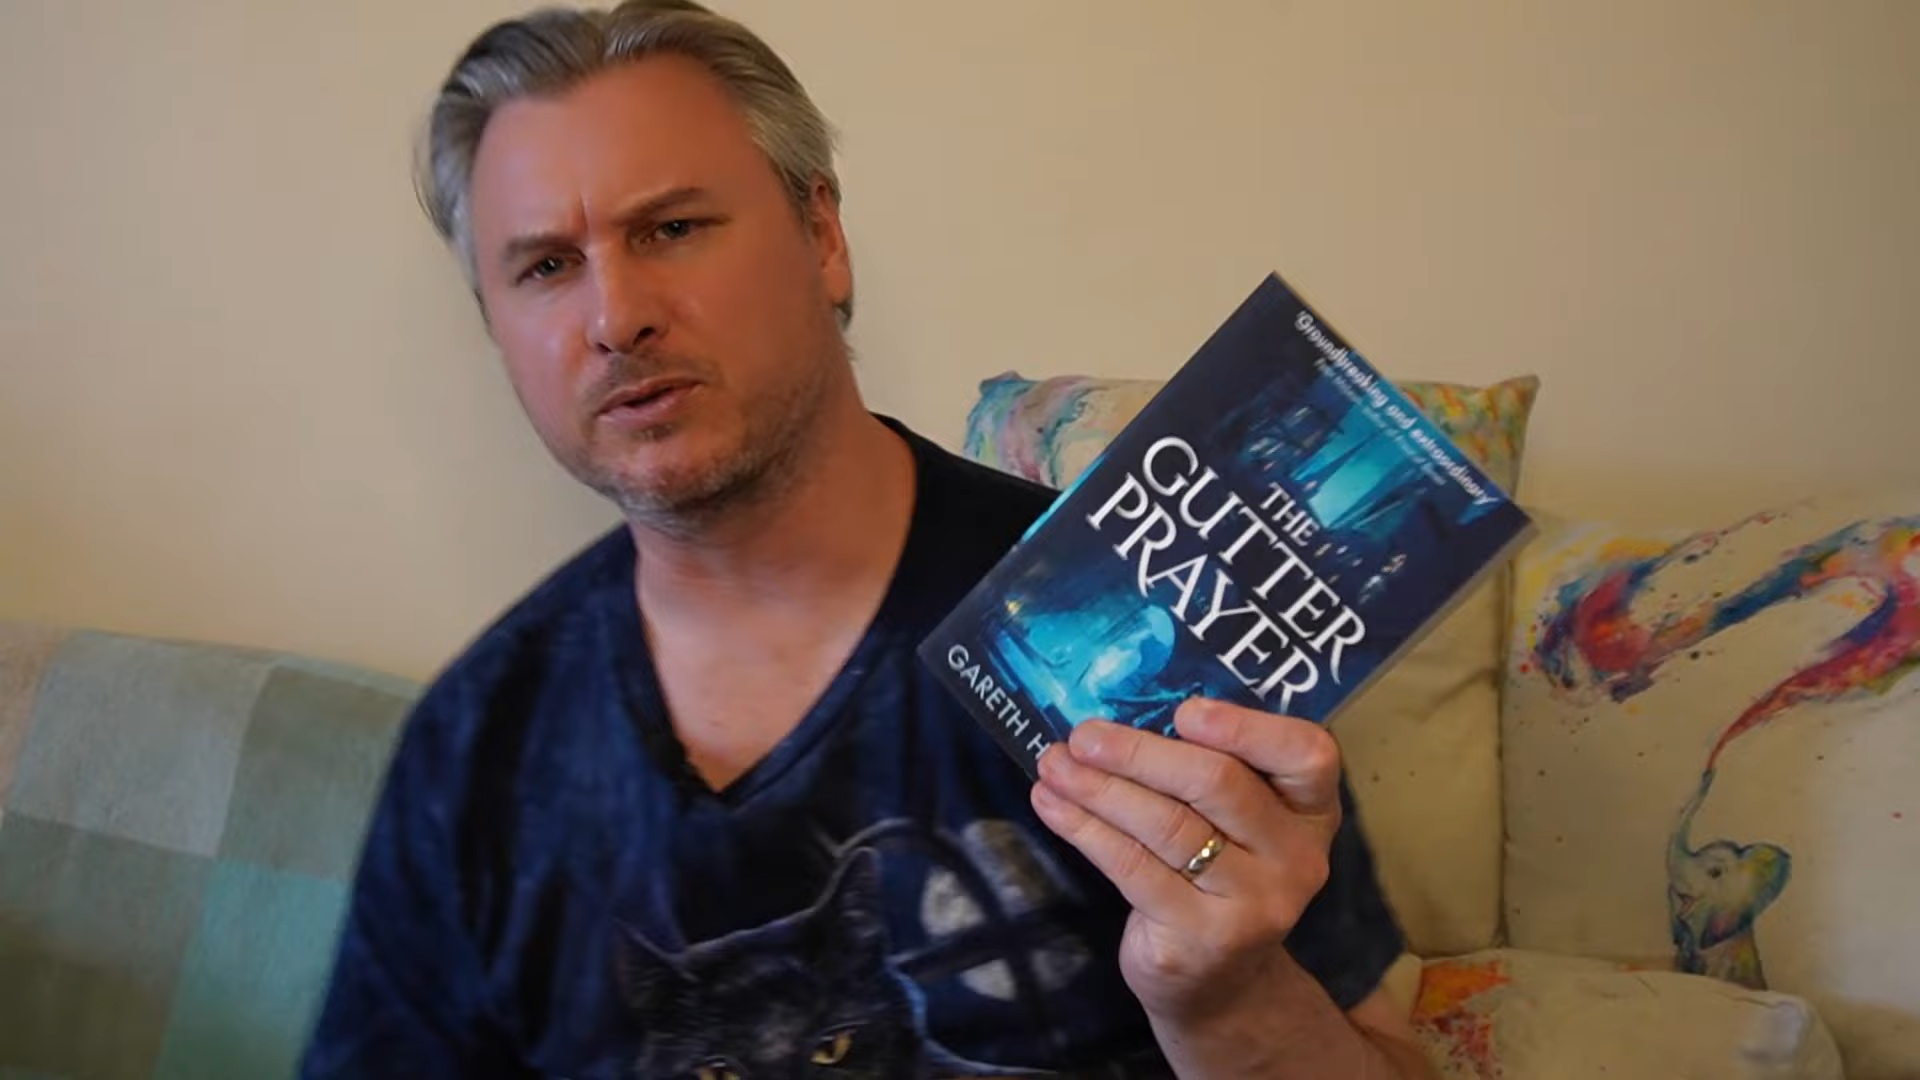 'Groundbreaking and extraordinary'
THE
GUTTER
PRAYER
GARETH H